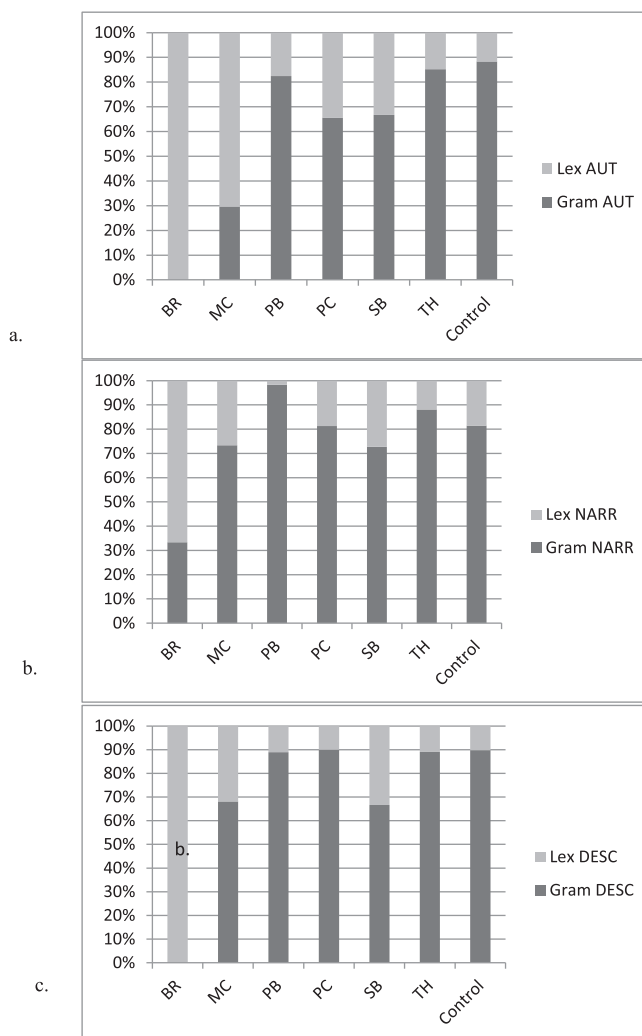 100%
90%
80%
70%
60%
50%
40%
30%
20%
10%
0%
BR MC PB PC SB TH Control
Lex AUT
Gram AUT
a.
100%
90%
80%
70%
60%
50%
40%
30%
20%
10%
0%
BR MC PB PC SB TH Control
Lex NARR
Gram NARR
b.
100%
90%
80%
70%
60%
50%
40%
30%
20%
10%
0%
b.
BR MC PB PC SB TH Control
Lex DESC
Gram DESC
c.